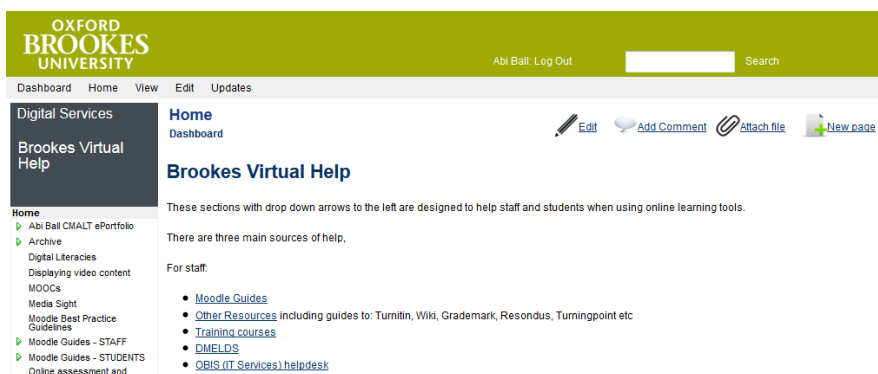 OXFORD
BROOKES
UNIVERSITY
Abi Ball: Log Out
Search
Dashboard Home View Edit Updates
Digital Services
Brookes Virtual
Help
Home
Dashboard
Edit Add Comment Attach file New page
Brookes Virtual Help
These sections with drop down arrows to the left are designed to help staff and students when using online learning tools.
There are three main sources of help,
For staff:
Moodle Guides
Other Resources including guides to: Turnitin, Wiki, Grademark, Resondus, Turningpoint etc
Training courses
DMELDS
OBIS (IT Services) helpdesk
Home
Abi Ball CMALT ePortfolio
Archive
Digital Literacies
Displaying video content
MOOCs
Media Sight
Moodle Best Practice
Guidelines
Moodle Guides - STAFF
Moodle Guides - STUDENTS
Online assessment and